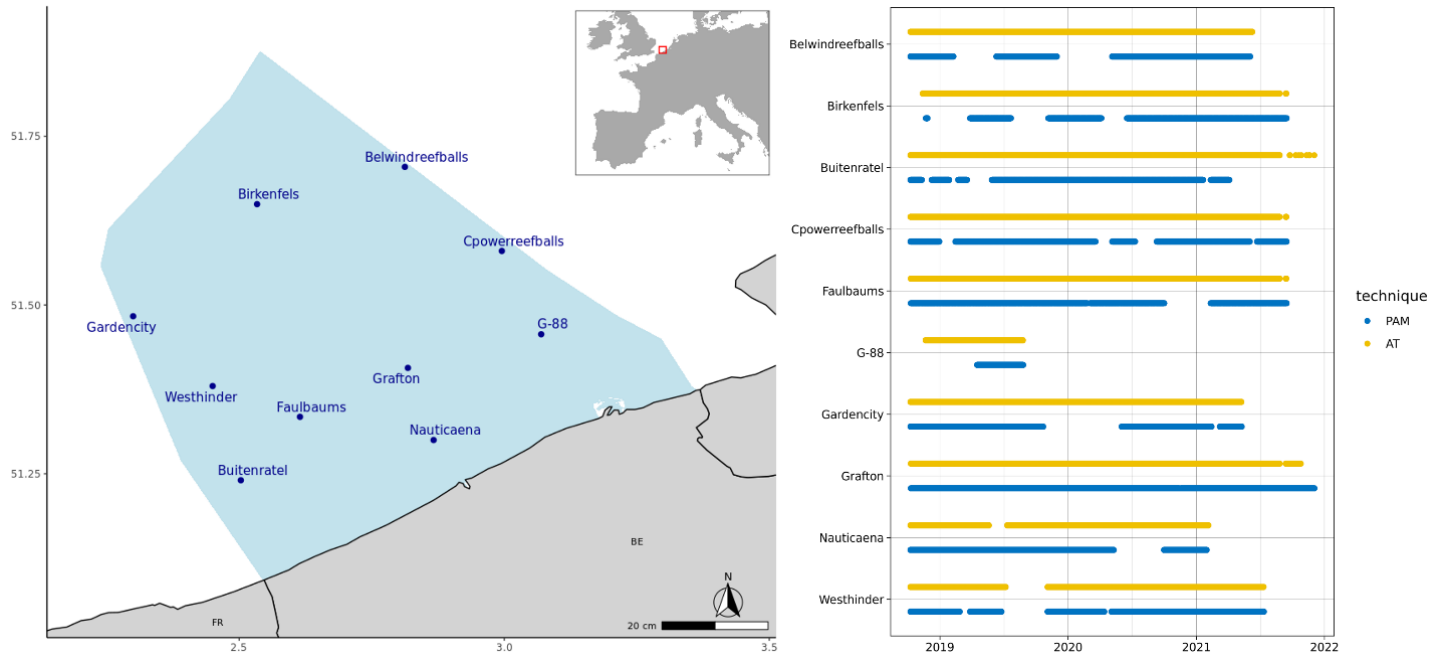 51.75
51.50
51.25
2.5
3.0
3.5
Belwindreefballs
Birkenfels
Cpowerreefballs
Gardencity
G-88
Grafton
Westhinder
Faulbaums
Nauticaena
Buitenratel
BE
FR
N
20 cm
Belwindreefballs
Birkenfels
Buitenratel
Cpowerreefballs
Faulbaums
G-88
Gardencity
Grafton
Nauticaena
Westhinder
2019
2020
2021
2022
technique
PAM
AT